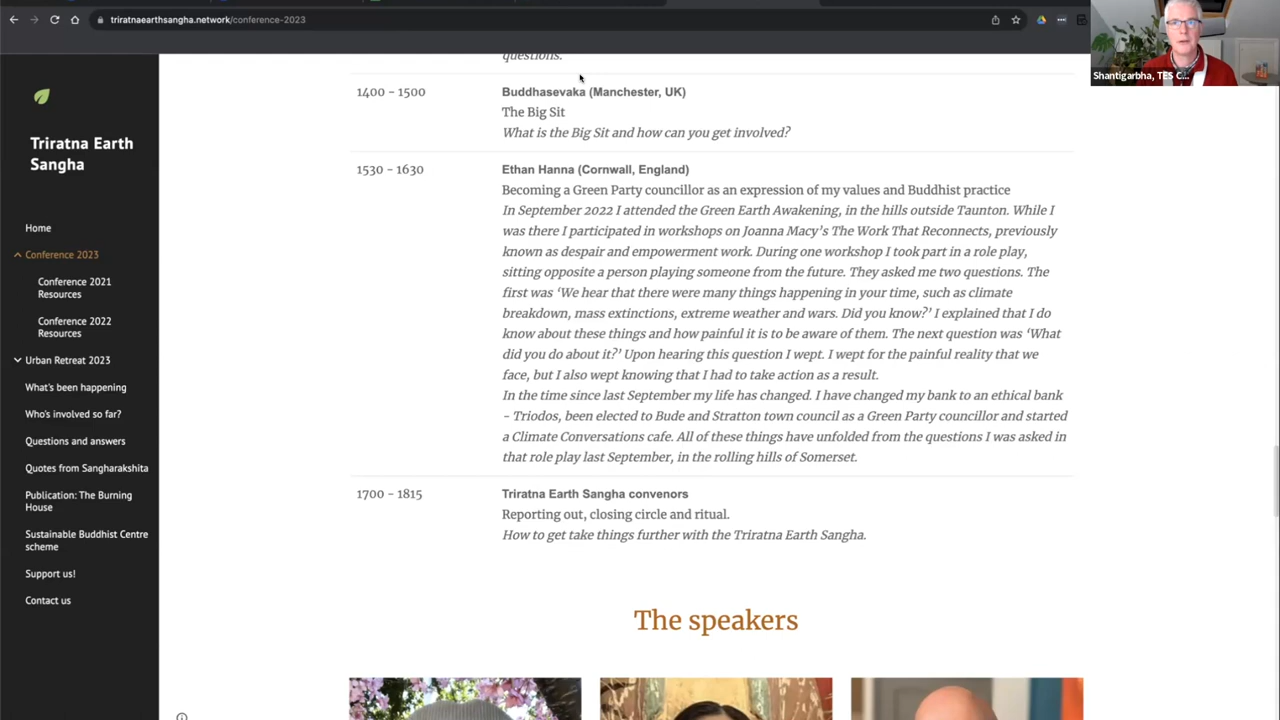 triratnaearthsangha.network/conference-2023
Shantigarbha, TES C...
Triratna Earth
Sangha
Home
Conference 2023
Conference 2021
Resources
Conference 2022
Resources
Urban Retreat 2023
What's been happening
Who's involved so far?
Questions and answers
Quotes from Sangharakshita
Publication: The Burning
House
Sustainable Buddhist Centre
scheme
Support us!
Contact us
questions.
1400 - 1500
Buddhasevaka (Manchester, UK)
The Big Sit
What is the Big Sit and how can you get involved?
1530 - 1630
Ethan Hanna (Cornwall, England)
Becoming a Green Party councillor as an expression of my values and Buddhist practice
In September 2022 I attended the Green Earth Awakening, in the hills outside Taunton. While I
was there I participated in workshops on Joanna Macy's The Work That Reconnects, previously
known as despair and empowerment work. During one workshop I took part in a role play,
sitting opposite a person playing someone from the future. They asked me two questions. The
first was 'We hear that there were many things happening in your time, such as climate
breakdown, mass extinctions, extreme weather and wars. Did you know?' I explained that I do
know about these things and how painful it is to be aware of them. The next question was 'What
did you do about it?' Upon hearing this question I wept. I wept for the painful reality that we
face, but I also wept knowing that I had to take action as a result.
In the time since last September my life has changed. I have changed my bank to an ethical bank
- Triodos, been elected to Bude and Stratton town council as a Green Party councillor and started
a Climate Conversations cafe. All of these things have unfolded from the questions I was asked in
that role play last September, in the rolling hills of Somerset.
1700 - 1815
Triratna Earth Sangha convenors
Reporting out, closing circle and ritual.
How to get take things further with the Triratna Earth Sangha.
The speakers